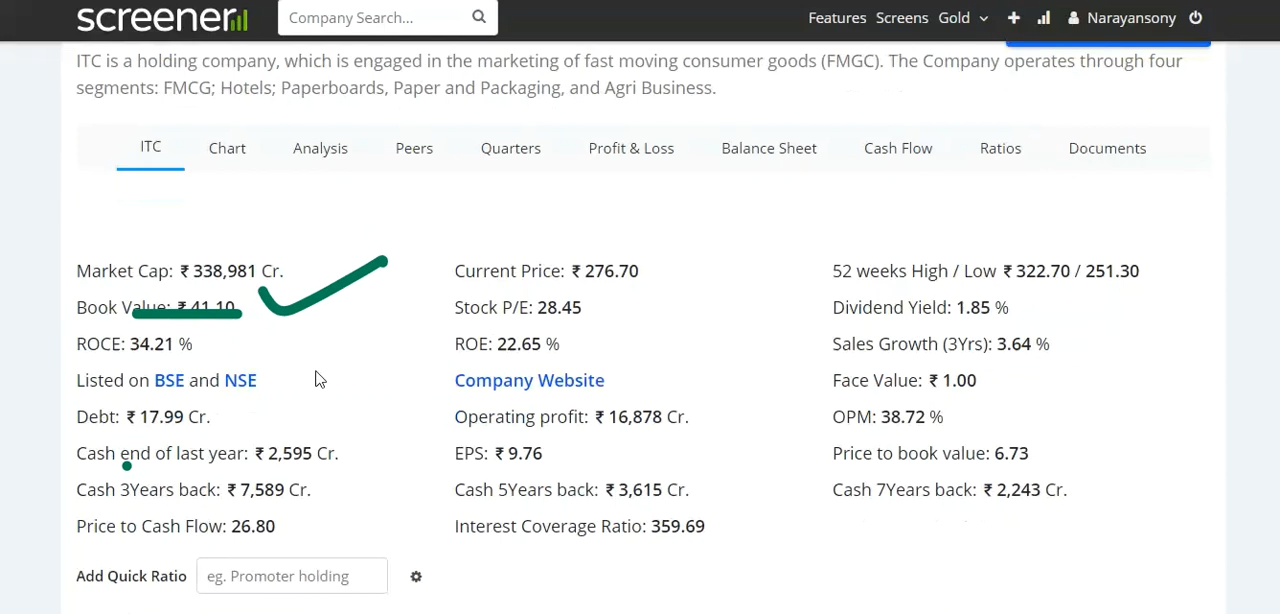 screener
Company Search...
Features Screens Gold Narayansony
ITC is a holding company, which is engaged in the marketing of fast moving consumer goods (FMGC). The Company operates through four
segments: FMCG; Hotels; Paperboards, Paper and Packaging, and Agri Business.
ITC Chart Analysis Peers Quarters Profit & Loss Balance Sheet Cash Flow Ratios Documents
Market Cap: ₹ 338,981 Cr. Current Price: ₹ 276.70 52 weeks High / Low ₹ 322.70 / 251.30
Book Value: ₹ 41.10 Stock P/E: 28.45 Dividend Yield: 1.85 %
ROCE: 34.21 % ROE: 22.65 % Sales Growth (3Yrs): 3.64 %
Listed on BSE and NSE Company Website Face Value: ₹ 1.00
Debt: ₹ 17.99 Cr. Operating profit: ₹ 16,878 Cr. OPM: 38.72 %
Cash end of last year: ₹ 2,595 Cr. EPS: ₹ 9.76 Price to book value: 6.73
Cash 3Years back: ₹ 7,589 Cr. Cash 5Years back: ₹ 3,615 Cr. Cash 7Years back: ₹ 2,243 Cr.
Price to Cash Flow: 26.80 Interest Coverage Ratio: 359.69
Add Quick Ratio eg. Promoter holding